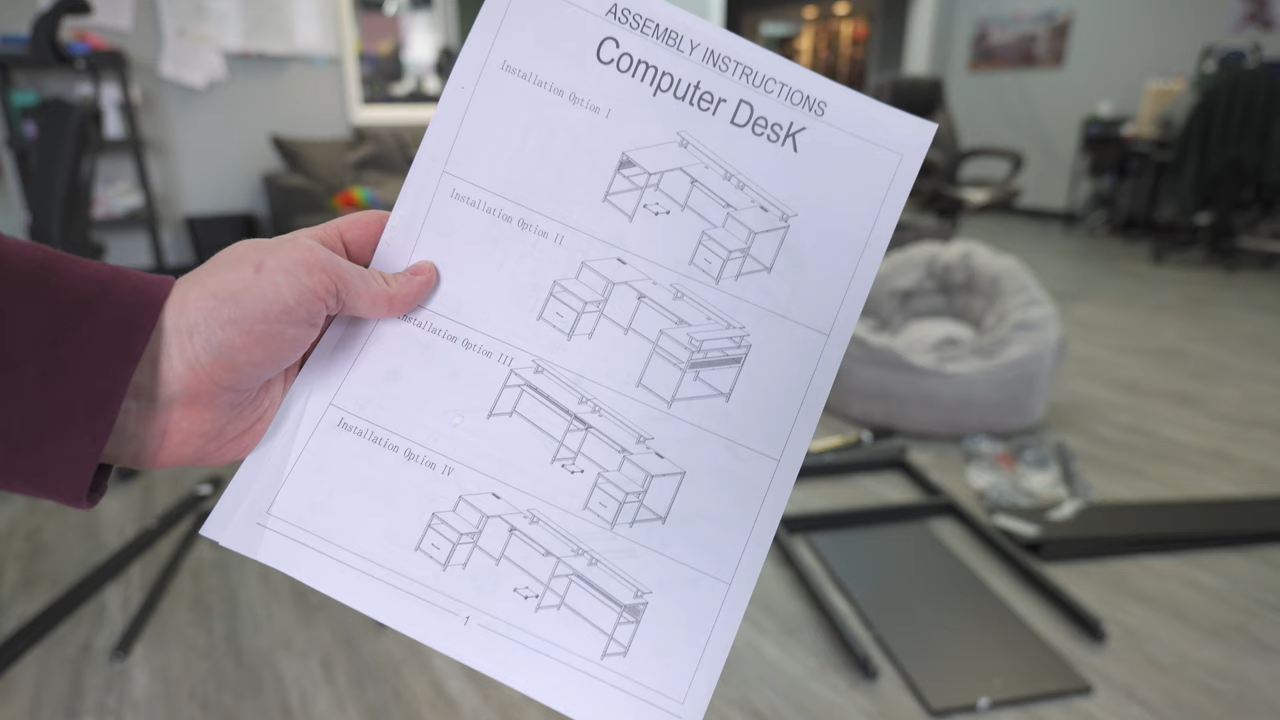 ASSEMBLY INSTRUCTIONS
Computer DesK
Installation Option I
Installation Option II
Installation Option III
Installation Option IV
1